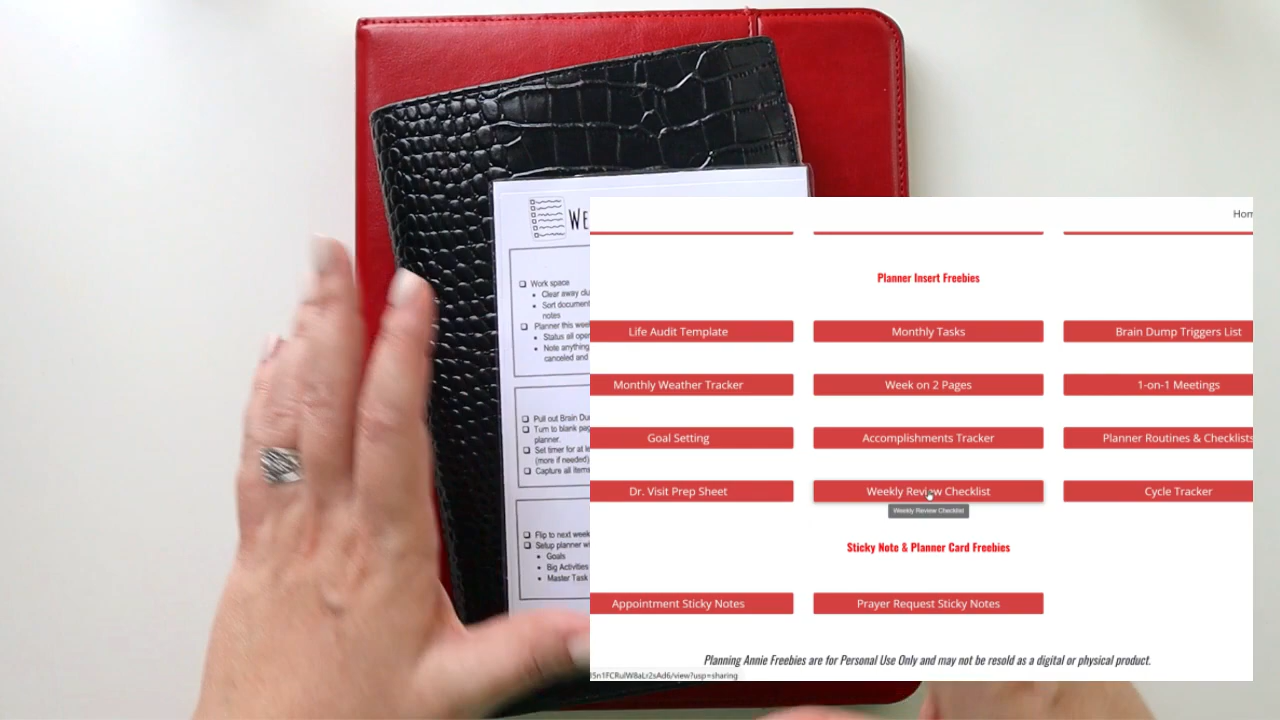 WE
Work space
Clear away clu
Sort document
notes
Planner this wee
Status all ope
Note anything
canceled and
Pull out Brain Du
Turn to blank pag
planner.
Set timer for at le
(more if needed)
Capture all items
Flip to next week
Setup planner wi
Goals
Big Activities
Master Task
Hom
Planner Insert Freebies
Life Audit Template
Monthly Tasks
Brain Dump Triggers List
Monthly Weather Tracker
Week on 2 Pages
1-on-1 Meetings
Goal Setting
Accomplishments Tracker
Planner Routines & Checklists
Dr. Visit Prep Sheet
Weekly Review Checklist
Cycle Tracker
Weekly Review Checklist
Sticky Note & Planner Card Freebies
Appointment Sticky Notes
Prayer Request Sticky Notes
Planning Annie Freebies are for Personal Use Only and may not be resold as a digital or physical product.